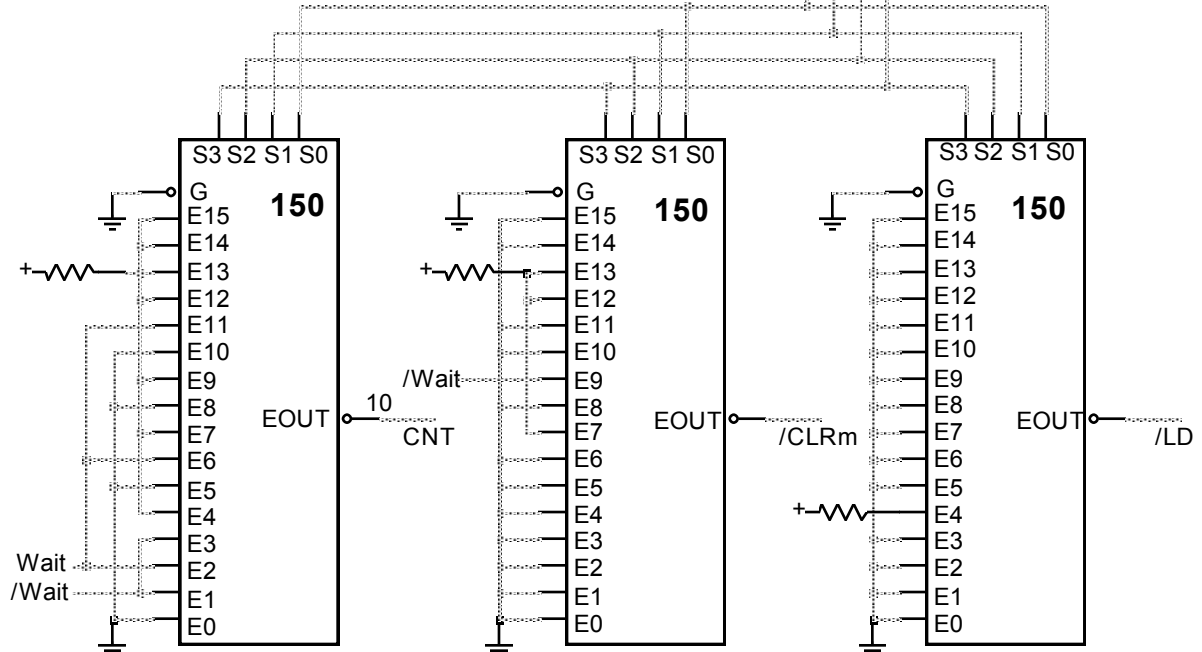 S3 S2 S1 S0
G
150
E15
E14
+
E13
E12
E11
E10
E9
E8
E7
E6
E5
E4
E3
Wait
E2
/Wait
E1
E0
EOUT
10
CNT
S3 S2 S1 S0
G
150
E15
E14
+
E13
E12
E11
E10
/Wait
E9
E8
E7
E6
E5
E4
E3
E2
E1
E0
EOUT
/CLRm
S3 S2 S1 S0
G
150
E15
E14
E13
E12
E11
E10
E9
E8
E7
E6
E5
+
E4
E3
E2
E1
E0
EOUT
/LD